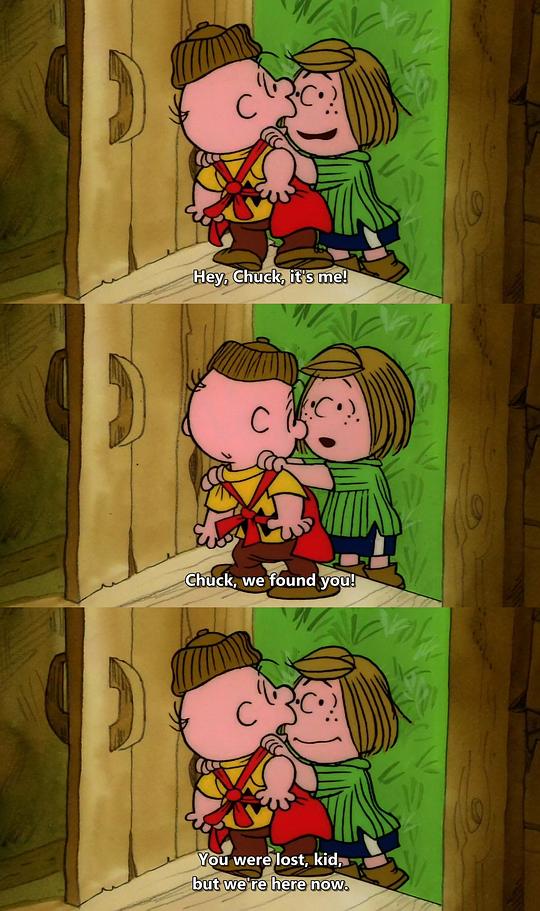 Hey, Chuck, it's me!
Chuck, we found you!
You were lost, kid,
but we're here now.